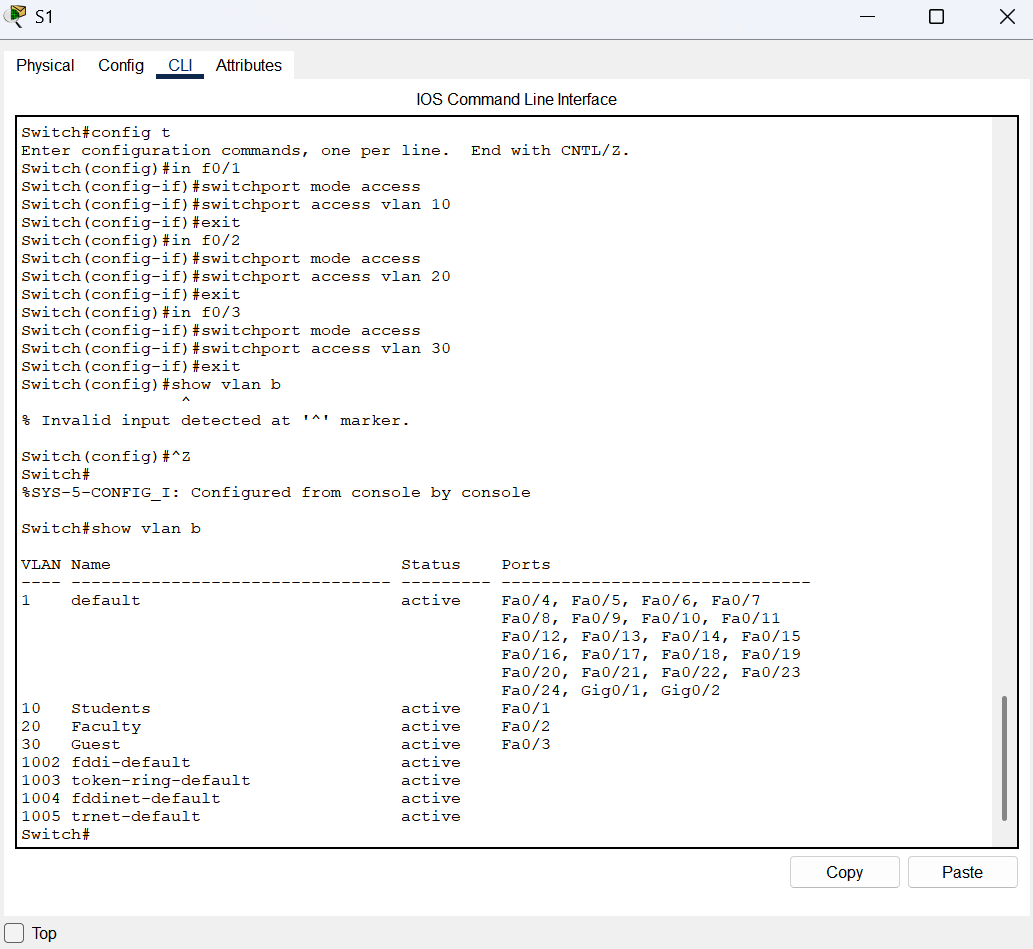 S1
Physical Config CLI Attributes
IOS Command Line Interface
Switch#config t
Enter configuration commands, one per line.  End with CNTL/Z.
Switch(config)#in f0/1
Switch(config-if)#switchport mode access
Switch(config-if)#switchport access vlan 10
Switch(config-if)#exit
Switch(config)#in f0/2
Switch(config-if)#switchport mode access
Switch(config-if)#switchport access vlan 20
Switch(config-if)#exit
Switch(config)#in f0/3
Switch(config-if)#switchport mode access
Switch(config-if)#switchport access vlan 30
Switch(config-if)#exit
Switch(config)#show vlan b
                ^
% Invalid input detected at '^' marker.
Switch(config)#^Z
Switch#
%SYS-5-CONFIG_I: Configured from console by console
Switch#show vlan b
VLAN Name                             Status    Ports
---- -------------------------------- --------- -------------------------------
1    default                          active    Fa0/4, Fa0/5, Fa0/6, Fa0/7
                                                Fa0/8, Fa0/9, Fa0/10, Fa0/11
                                                Fa0/12, Fa0/13, Fa0/14, Fa0/15
                                                Fa0/16, Fa0/17, Fa0/18, Fa0/19
                                                Fa0/20, Fa0/21, Fa0/22, Fa0/23
                                                Fa0/24, Gig0/1, Gig0/2
10   Students                         active    Fa0/1
20   Faculty                          active    Fa0/2
30   Guest                            active    Fa0/3
1002 fddi-default                     active
1003 token-ring-default               active
1004 fddinet-default                  active
1005 trnet-default                    active
Switch#
Copy Paste
Top